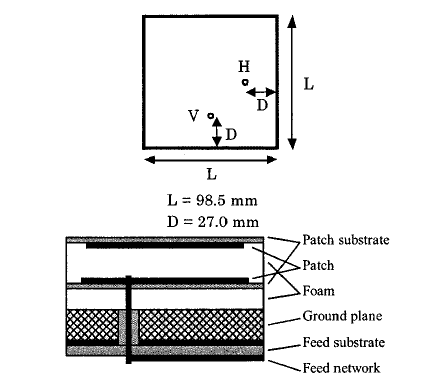 H
L
D
V
D
L
L = 98.5 mm
D = 27.0 mm
Patch substrate
Patch
Foam
Ground plane
Feed substrate
Feed network